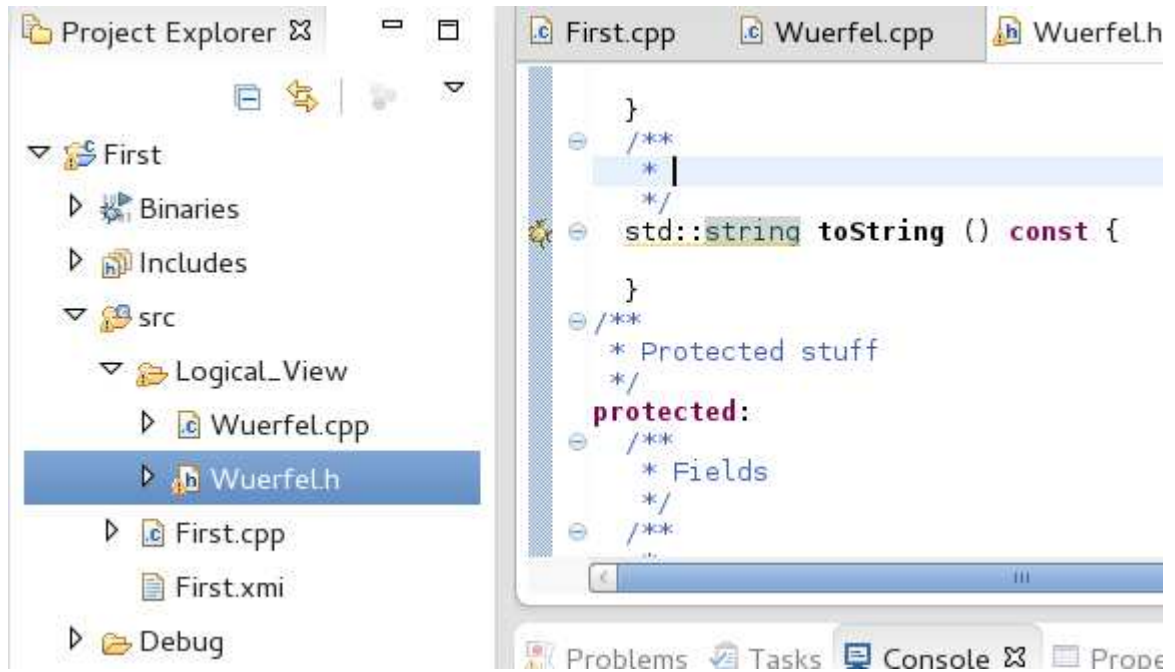 Project Explorer
First
Binaries
Includes
src
Logical_View
Wuerfel.cpp
Wuerfel.h
First.cpp
First.xmi
Debug
First.cpp Wuerfel.cpp Wuerfel.h
}
/**
*
*/
std::string toString () const {
}
/**
* Protected stuff
*/
protected:
/**
* Fields
*/
/**
Problems Tasks Console Prope